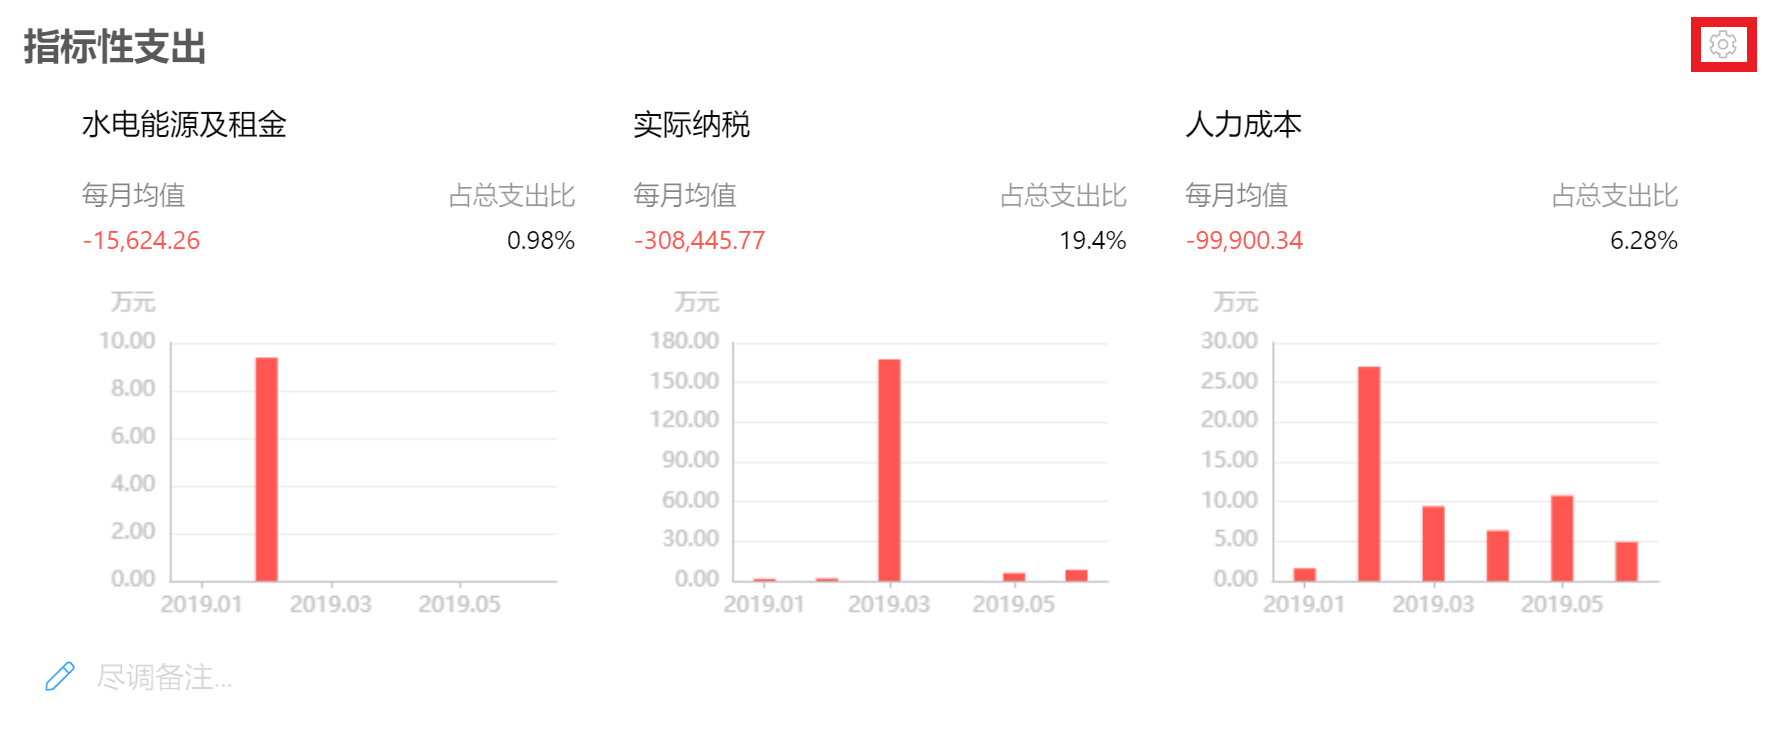 指标性支出
水电能源及租金
每月均值 占总支出比
-15,624.26 0.98%
万元
10.00
8.00
6.00
4.00
2.00
0.00
2019.01 2019.03 2019.05
实际纳税
每月均值 占总支出比
-308,445.77 19.4%
万元
180.00
150.00
120.00
90.00
60.00
30.00
0.00
2019.01 2019.03 2019.05
人力成本
每月均值 占总支出比
-99,900.34 6.28%
万元
30.00
25.00
20.00
15.00
10.00
5.00
0.00
2019.01 2019.03 2019.05
尽调备注...